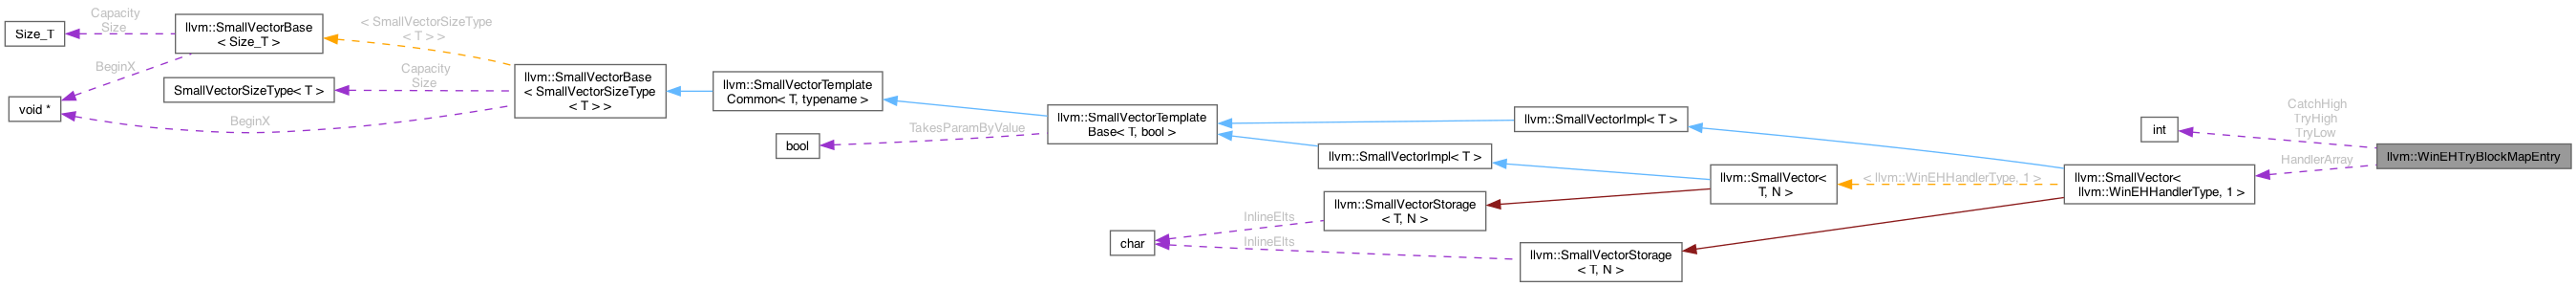 Size_T
Capacity
Size
llvm::SmallVectorBase
< Size_T >
< SmallVectorSizeType
< T > >
void *
BeginX
SmallVectorSizeType< T >
Capacity
Size
BeginX
llvm::SmallVectorBase
< SmallVectorSizeType
< T > >
llvm::SmallVectorTemplate
Common< T, typename >
bool
TakesParamByValue
llvm::SmallVectorTemplate
Base< T, bool >
llvm::SmallVectorImpl< T >
llvm::SmallVectorImpl< T >
llvm::SmallVectorStorage
< T, N >
char
InlineElts
InlineElts
llvm::SmallVectorStorage
< T, N >
llvm::SmallVector<
T, N >
< llvm::WinEHHandlerType, 1 >
llvm::SmallVector<
llvm::WinEHHandlerType, 1 >
int
CatchHigh
TryHigh
TryLow
HandlerArray
llvm::WinEHTryBlockMapEntry